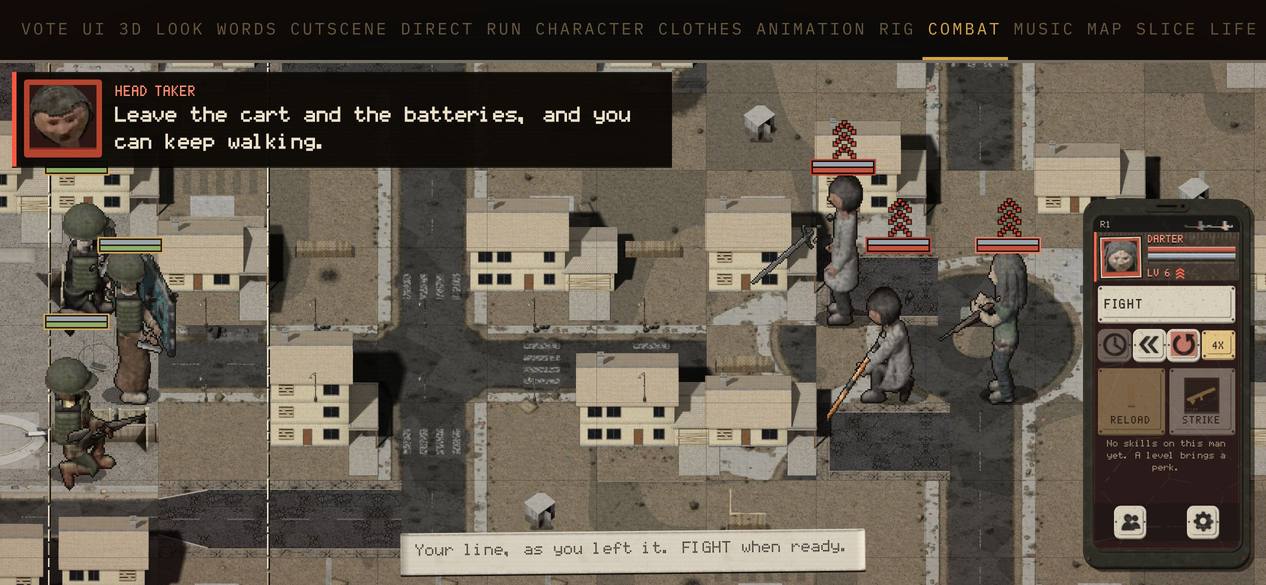 VOTE UI 3D LOOK WORDS CUTSCENE DIRECT RUN CHARACTER CLOTHES ANIMATION RIG COMBAT MUSIC MAP SLICE LIFE
HEAD TAKER
Leave the cart and the batteries, and you
can keep walking.
R1
DARTER
LV 6
FIGHT
4X
RELOAD
STRIKE
No skills on this man
yet. A level brings a
perk.
Your line, as you left it. FIGHT when ready.